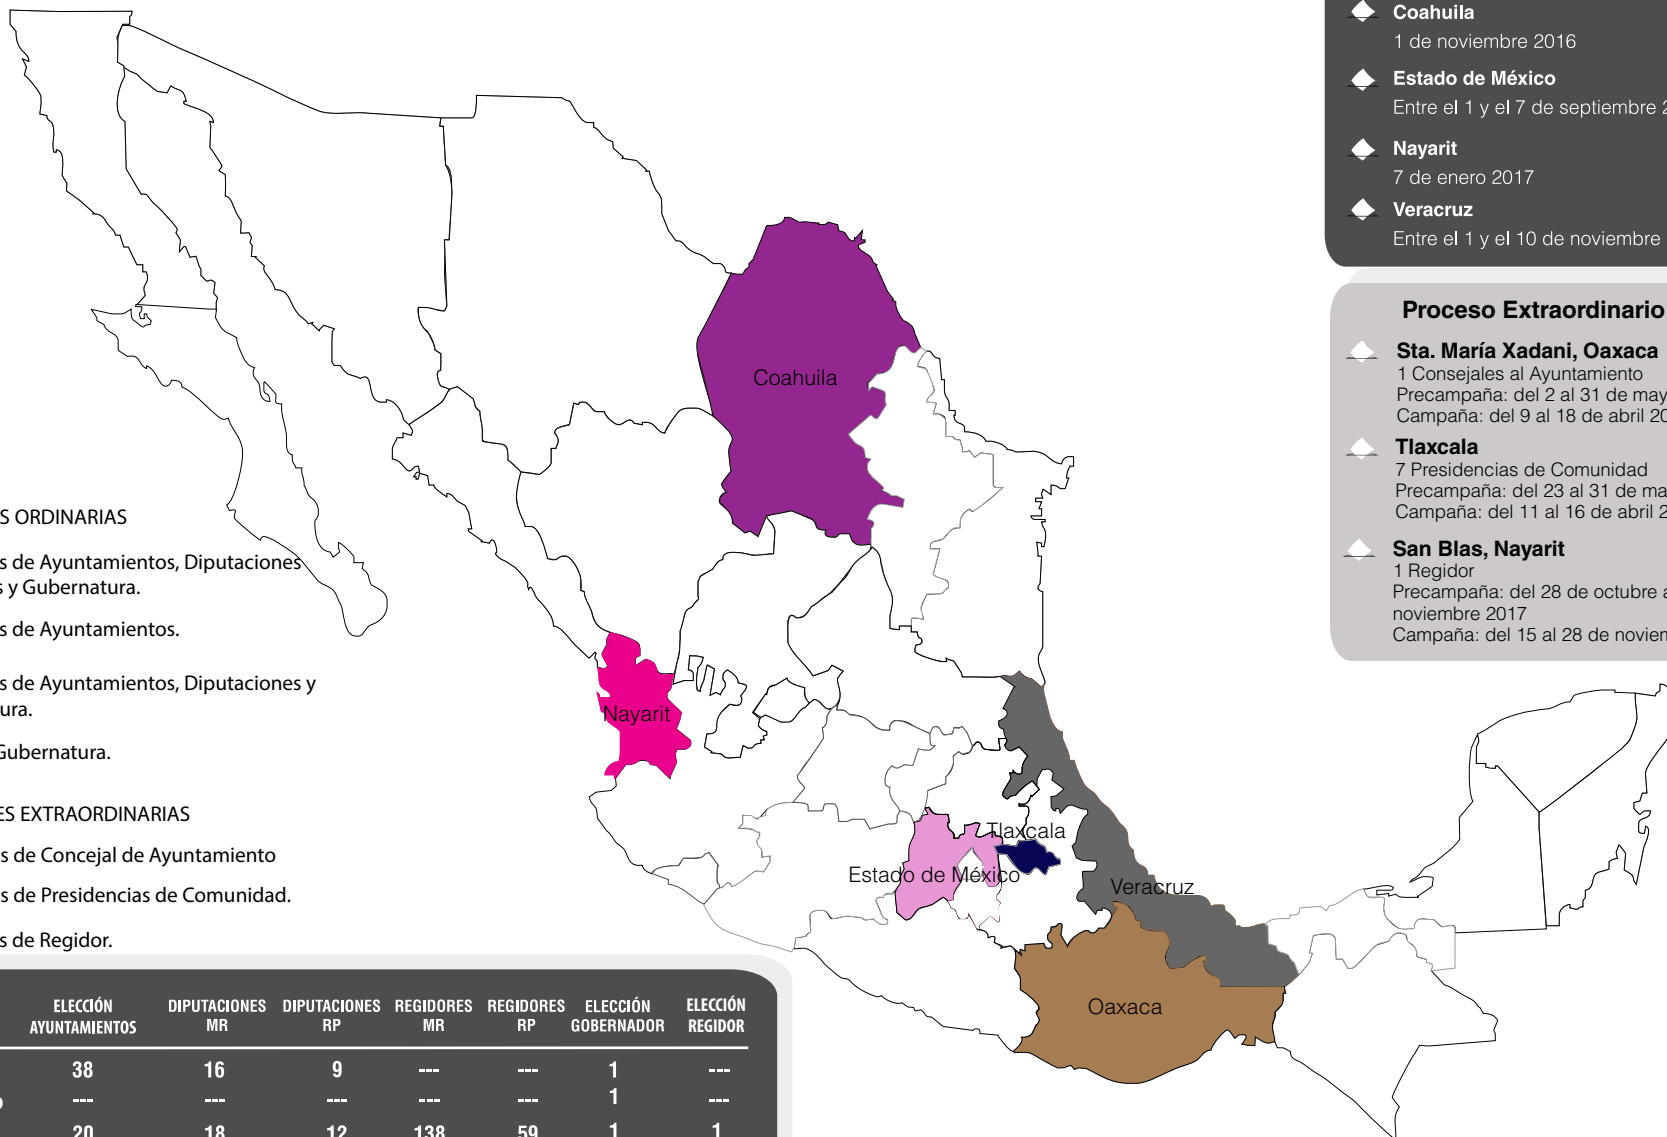 Coahuila
1 de noviembre 2016
Estado de México
Entre el 1 y el 7 de septiembre
Nayarit
7 de enero 2017
Veracruz
Entre el 1 y el 10 de noviembre
Proceso Extraordinario
Sta. María Xadani, Oaxaca
1 Consejales al Ayuntamiento
Precampaña: del 2 al 31 de
Campaña: del 9 al 18 de abril
Tlaxcala
7 Presidencias de Comunidad
Precampaña: del 23 al 31 de
Campaña: del 11 al 16 de abril
San Blas, Nayarit
1 Regidor
Precampaña: del 28 de octubre
noviembre 2017
Campaña: del 15 al 28 de
Coahuila
Nayarit
Tlaxcala
Estado de México
Veracruz
Oaxaca
ORDINARIAS
de Ayuntamientos, Diputaciones
y Gubernatura.
de Ayuntamientos.
de Ayuntamientos, Diputaciones y
Gubernatura.
EXTRAORDINARIAS
de Concejal de Ayuntamiento
de Presidencias de Comunidad.
de Regidor.
ELECCIÓN AYUNTAMIENTOS DIPUTACIONES MR DIPUTACIONES RP REGIDORES MR REGIDORES RP ELECCIÓN GOBERNADOR ELECCIÓN REGIDOR
38 16 9 --- --- 1 ---
--- --- --- --- --- 1 ---
20 18 12 138 59 1 1